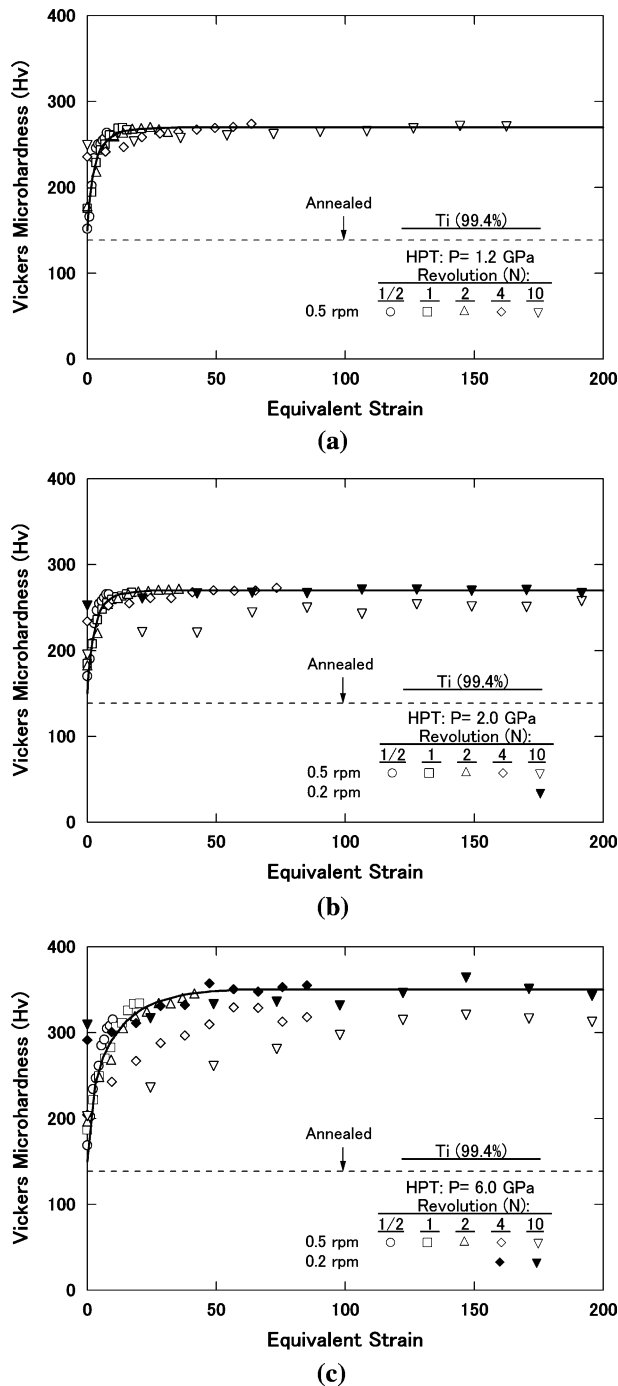 400
300
200
100
0
Vickers Microhardness (Hv)
Annealed
Ti (99.4%)
HPT: P= 1.2 GPa
Revolution (N):
1/2 1 2 4 10
0.5 rpm
0 50 100 150 200
Equivalent Strain
(a)
400
300
200
100
0
Vickers Microhardness (Hv)
Annealed
Ti (99.4%)
HPT: P= 2.0 GPa
Revolution (N):
1/2 1 2 4 10
0.5 rpm
0.2 rpm
0 50 100 150 200
Equivalent Strain
(b)
400
300
200
100
0
Vickers Microhardness (Hv)
Annealed
Ti (99.4%)
HPT: P= 6.0 GPa
Revolution (N):
1/2 1 2 4 10
0.5 rpm
0.2 rpm
0 50 100 150 200
Equivalent Strain
(c)